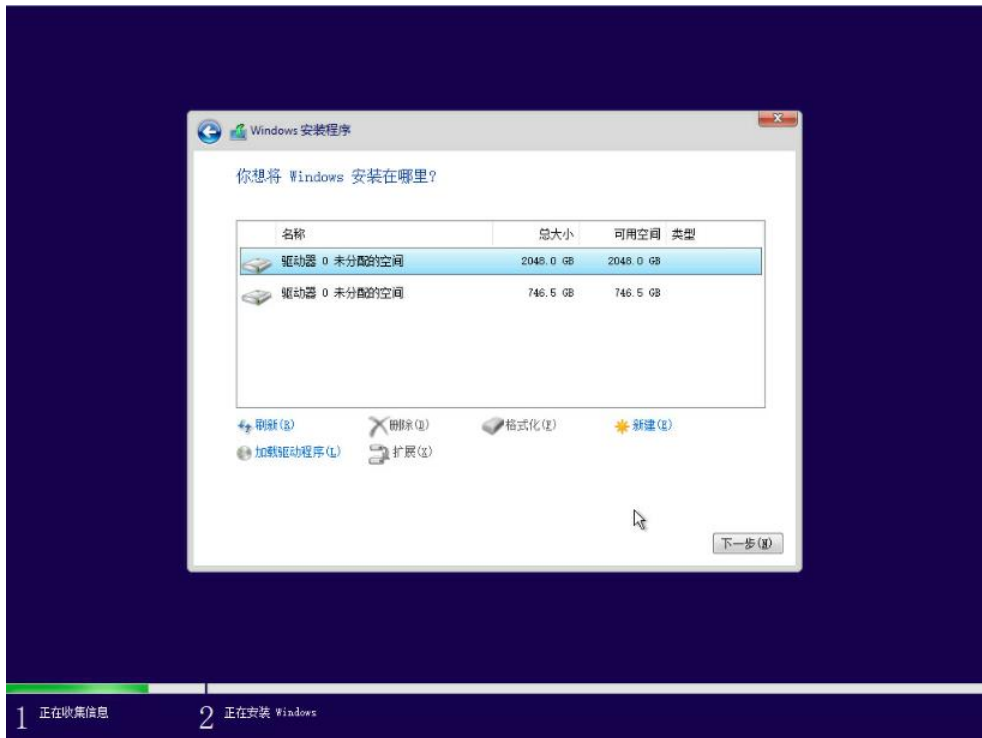 Windows 安装程序
你想将 Windows 安装在哪里?
名称 总大小 可用空间 类型
驱动器 0 未分配的空间 2048.0 GB 2048.0 GB
驱动器 0 未分配的空间 746.5 GB 746.5 GB
刷新(R) 删除(D) 格式化(F) 新建(E)
加载驱动程序(L) 扩展(X)
下一步(N)
1 正在收集信息 2 正在安装 Windows